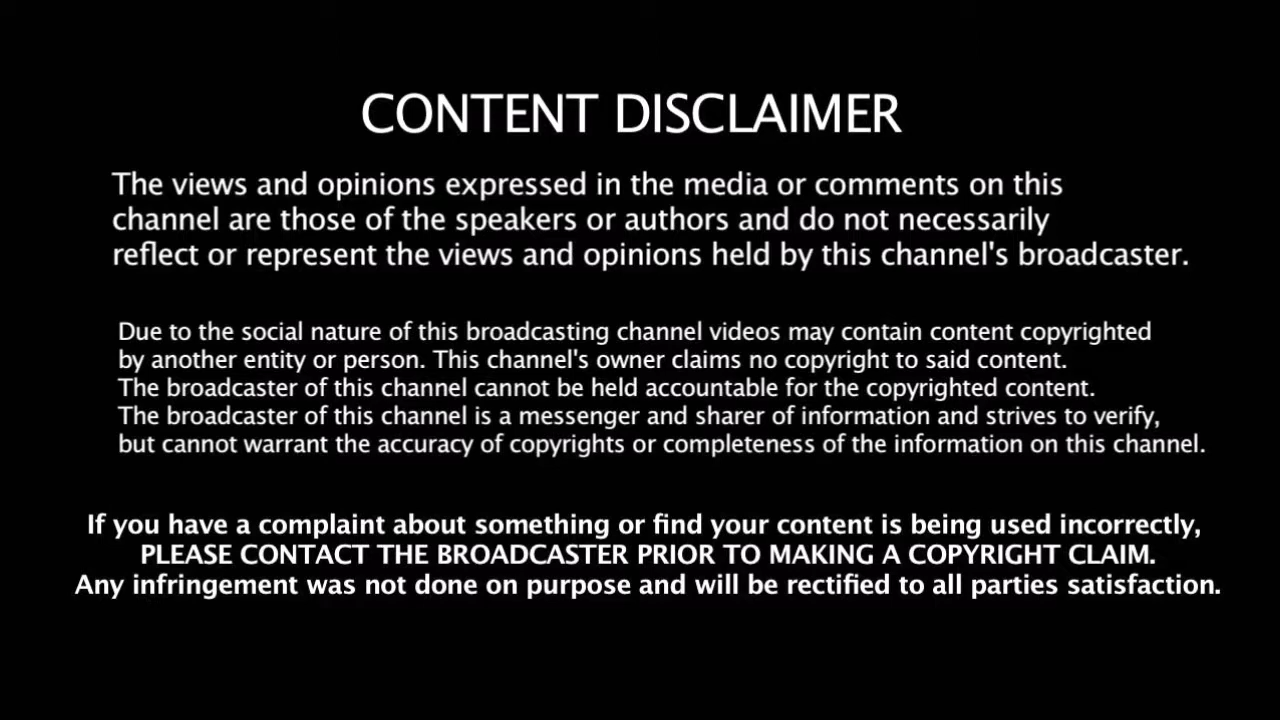 CONTENT DISCLAIMER
The views and opinions expressed in the media or comments on this
channel are those of the speakers or authors and do not necessarily
reflect or represent the views and opinions held by this channel's broadcaster.
Due to the social nature of this broadcasting channel videos may contain content copyrighted
by another entity or person. This channel's owner claims no copyright to said content.
The broadcaster of this channel cannot be held accountable for the copyrighted content.
The broadcaster of this channel is a messenger and sharer of information and strives to verify,
but cannot warrant the accuracy of copyrights or completeness of the information on this channel.
If you have a complaint about something or find your content is being used incorrectly,
PLEASE CONTACT THE BROADCASTER PRIOR TO MAKING A COPYRIGHT CLAIM.
Any infringement was not done on purpose and will be rectified to all parties satisfaction.